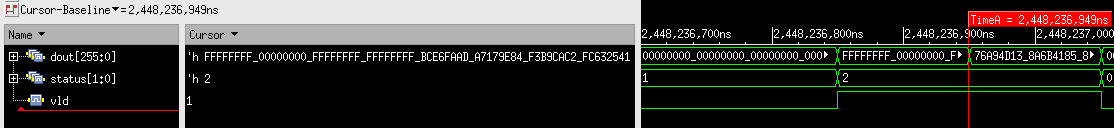 Cursor-Baseline▼=2,448,236,949ns
TimeA = 2,448,236,949ns
Name Cursor
2,448,236,700ns 2,448,236,800ns 2,448,236,900ns 2,448,237,000
dout[255:0] 'h FFFFFFFF_00000000_FFFFFFFF_FFFFFFFF_BCE6FAAD_A7179E84_F3B9CAC2_FC632541 00000000_00000000_00000000_000 FFFFFFFF_00000000_F 76A94D13_8A6B4185_8
status[1:0] 'h 2 1 2 0
vld 1